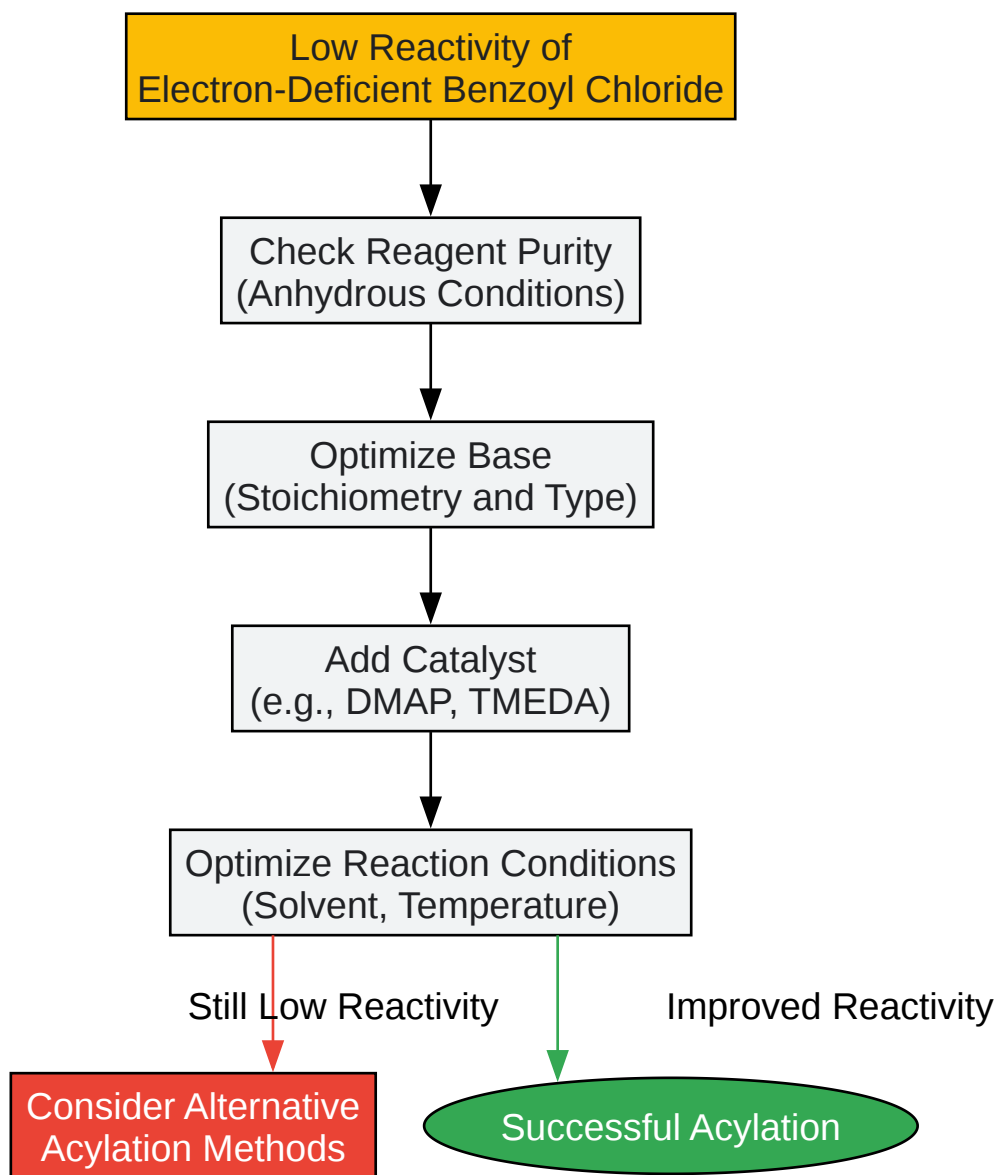 Low Reactivity of
Electron-Deficient Benzoyl Chloride
Check Reagent Purity
(Anhydrous Conditions)
Optimize Base
(Stoichiometry and Type)
Add Catalyst
(e.g., DMAP, TMEDA)
Optimize Reaction Conditions
(Solvent, Temperature)
Still Low Reactivity
Improved Reactivity
Consider Alternative
Acylation Methods
Successful Acylation